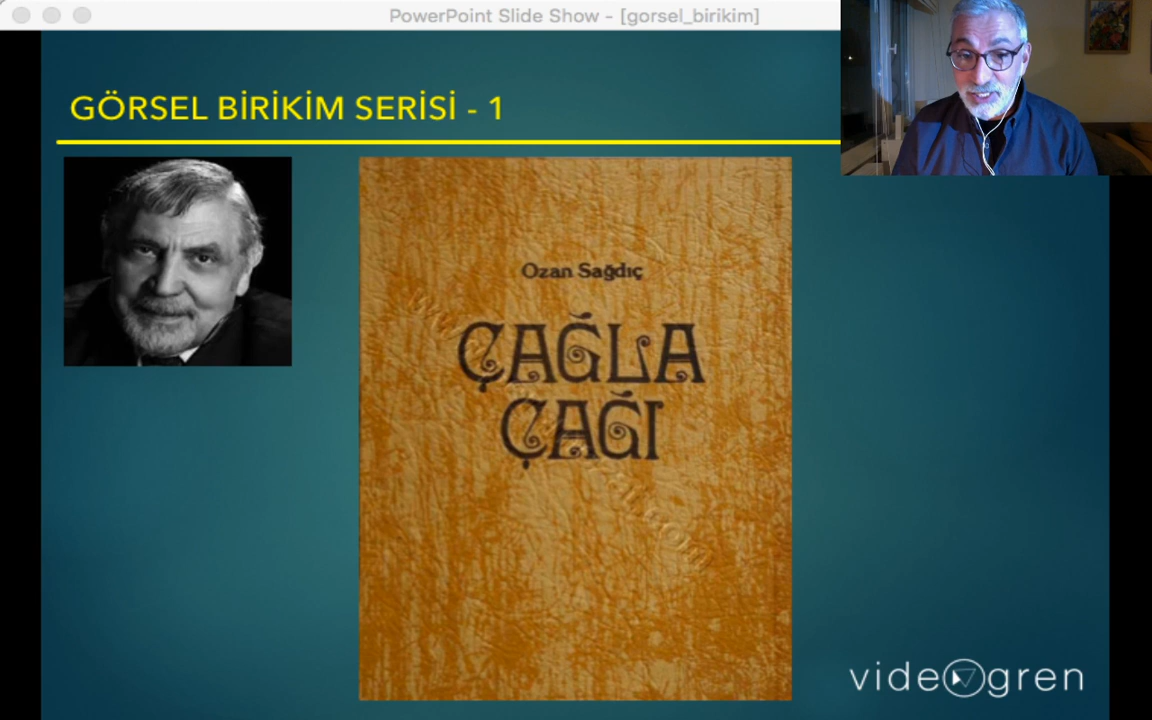 PowerPoint Slide Show - [gorsel_birikim]
GÖRSEL BİRİKİM SERİSİ - 1
Ozan Sağdıç
ÇAĞLA
ÇAĞI
videogren